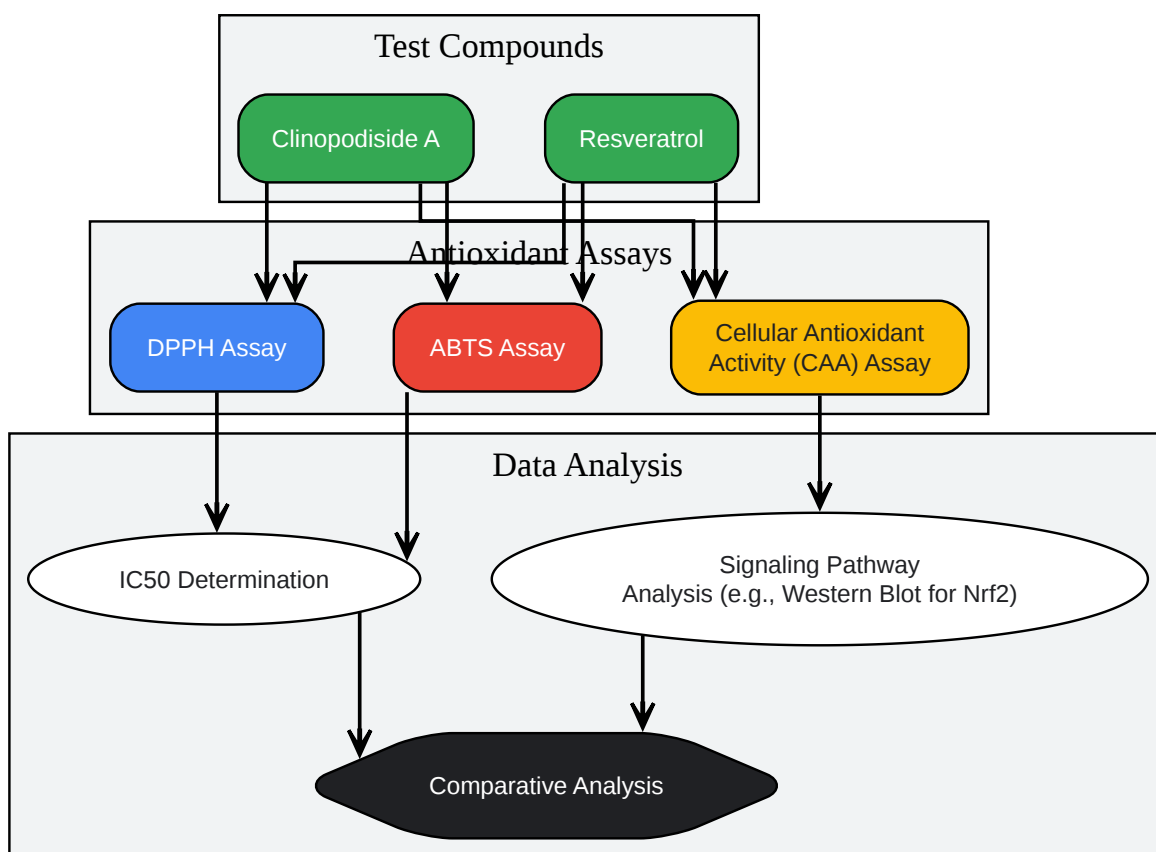 Test Compounds
Clinopodiside A
Resveratrol
Antioxidant Assays
DPPH Assay
ABTS Assay
Cellular Antioxidant
Activity (CAA) Assay
Data Analysis
IC50 Determination
Signaling Pathway
Analysis (e.g., Western Blot for Nrf2)
Comparative Analysis